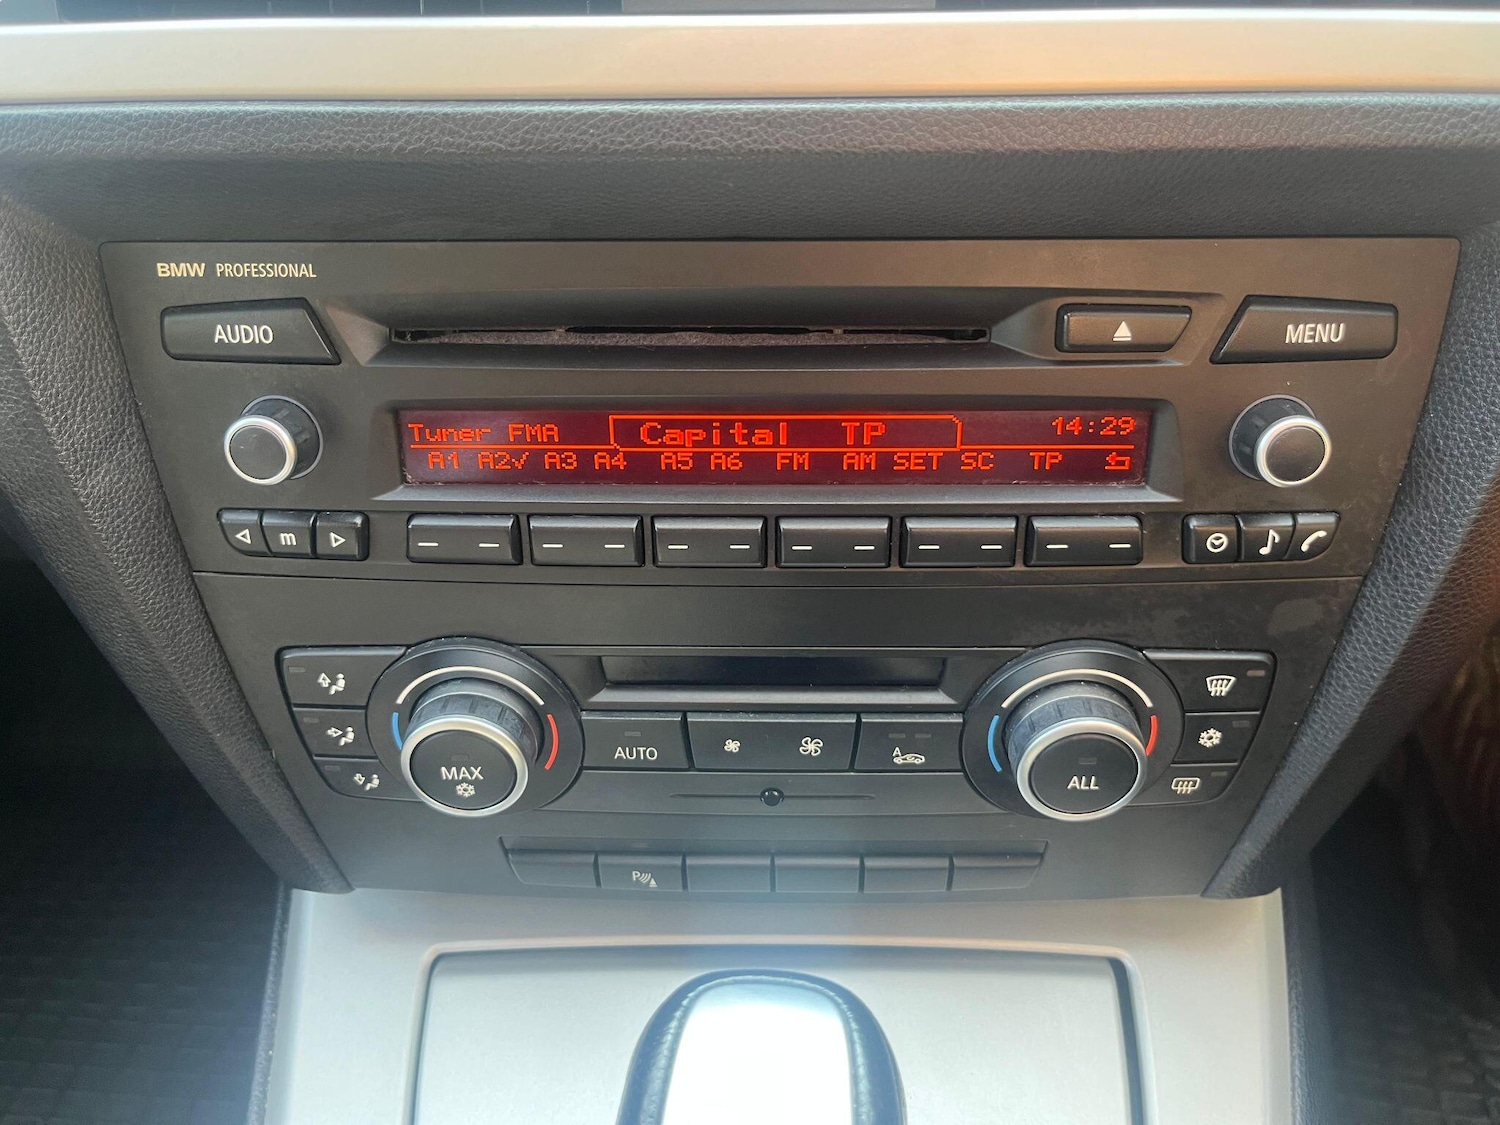 BMW PROFESSIONAL
AUDIO
MENU
Tuner FMA
Capital TP
14:29
A1 A2√ A3 A4 A5 A6 FM AM SET SC TP
m
AUTO
A
MAX
ALL
P